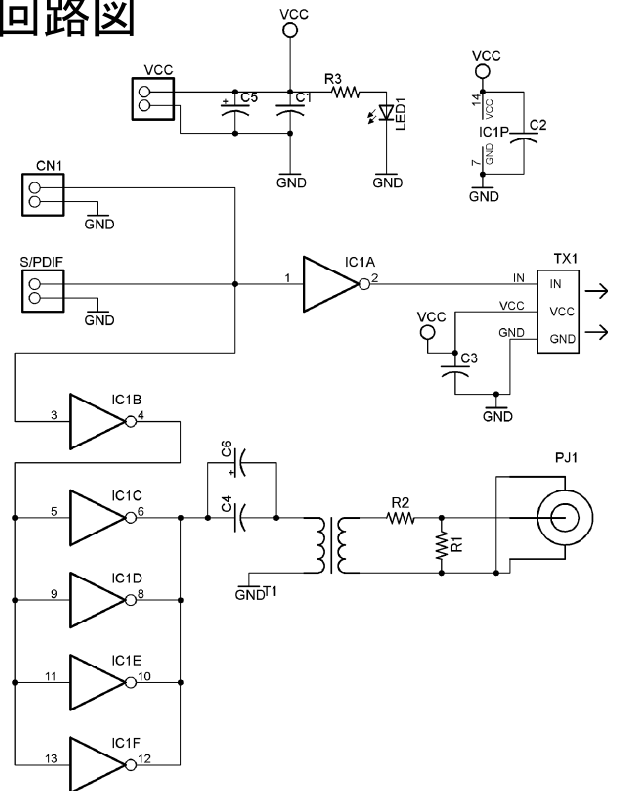 回路図
VCC
VCC
C5
C1
R3
LED1
GND
GND
VCC
14
VCC
IC1P
C2
7
GND
GND
CN1
GND
S/PDIF
GND
1
IC1A
2
IN
TX1
IN
VCC
VCC
GND
GND
VCC
C3
GND
3
IC1B
4
5
IC1C
6
C6
+
C4
GND
T1
R2
R1
PJ1
9
IC1D
8
11
IC1E
10
13
IC1F
12